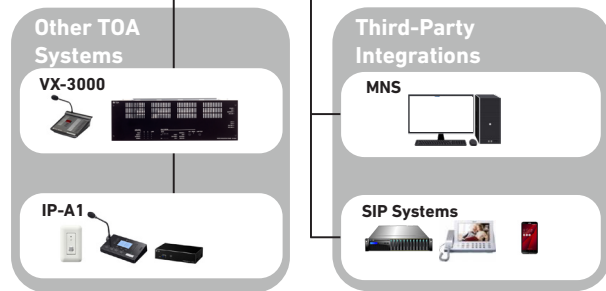 Other TOA
Systems
VX-3000
IP-A1
Third-Party
Integrations
MNS
SIP Systems